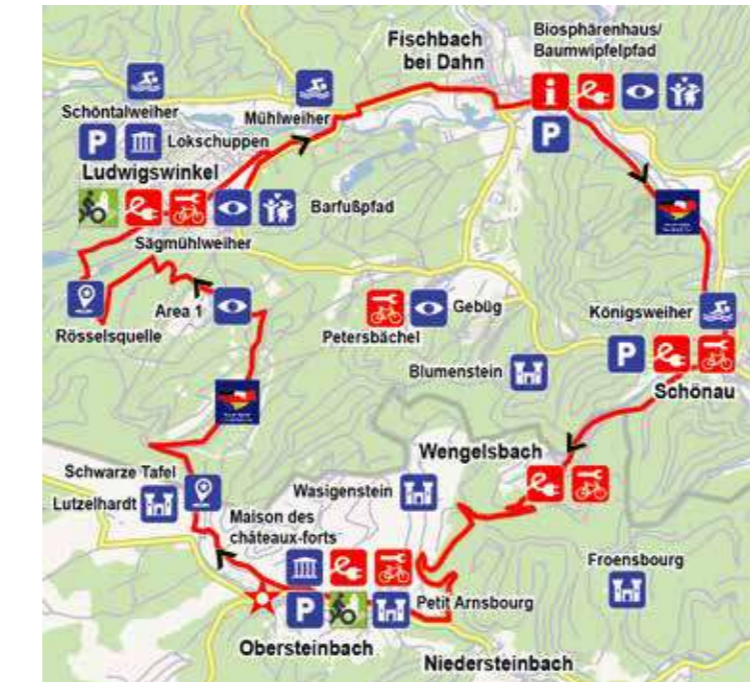 Fischbach
bei Dahn
Biosphärenhaus/
Baumwipfelpfad
i
P
Schöntalweiher
Mühlweiher
P
Lokschuppen
Ludwigswinkel
Barfußpfad
Sägmühlweiher
Rösselsquelle
Area 1
Petersbächel
Gebüg
Königsweiher
P
Schönau
Blumenstein
Wengelsbach
Schwarze Tafel
Lutzelhardt
Wasigenstein
Maison des
châteaux-forts
Froensbourg
P
Petit Arnsbourg
Obersteinbach
Niedersteinbach